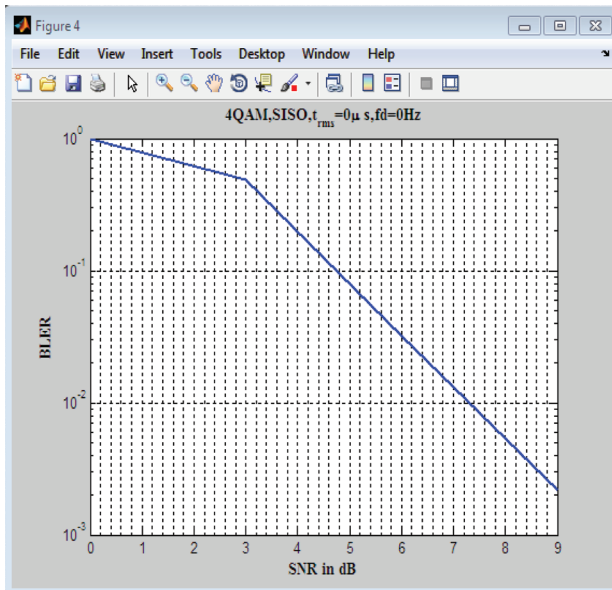 Figure 4
File Edit View Insert Tools Desktop Window Help
4QAM,SISO,t_rms=0μ s,fd=0Hz
10^0
10^-1
10^-2
10^-3
BLER
0 1 2 3 4 5 6 7 8 9
SNR in dB